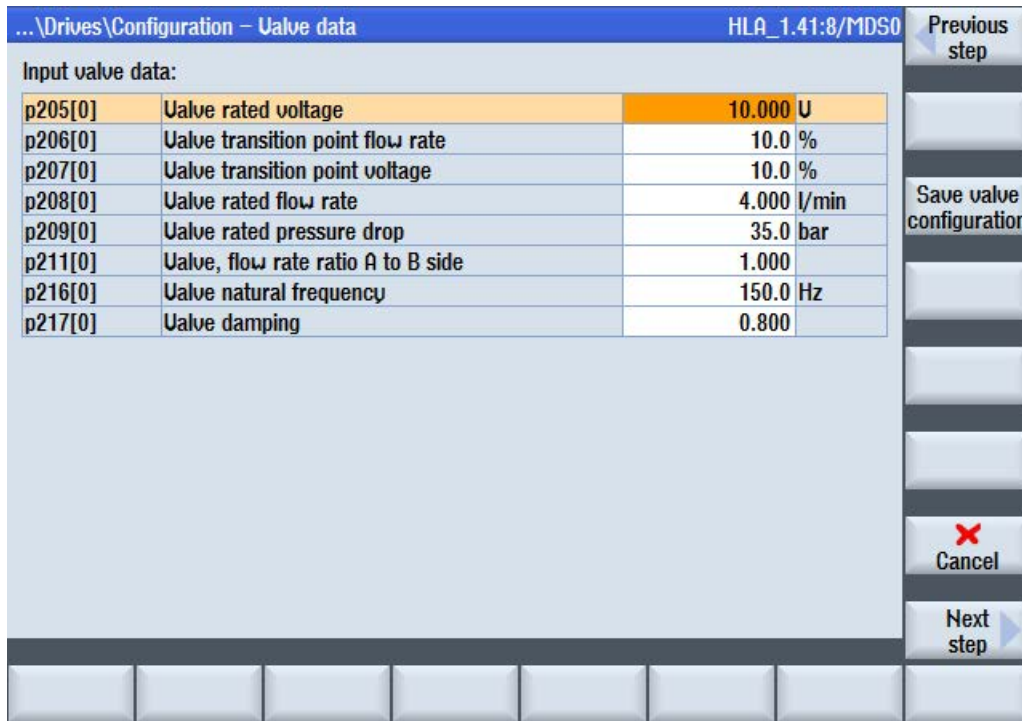 ...\Drives\Configuration – Valve data HLA_1.41:8/MDS0
Input valve data:
p205[0] Valve rated voltage 10.000 V
p206[0] Valve transition point flow rate 10.0 %
p207[0] Valve transition point voltage 10.0 %
p208[0] Valve rated flow rate 4.000 l/min
p209[0] Valve rated pressure drop 35.0 bar
p211[0] Valve, flow rate ratio A to B side 1.000
p216[0] Valve natural frequency 150.0 Hz
p217[0] Valve damping 0.800
Previous
step
Save valve
configuration
Cancel
Next
step